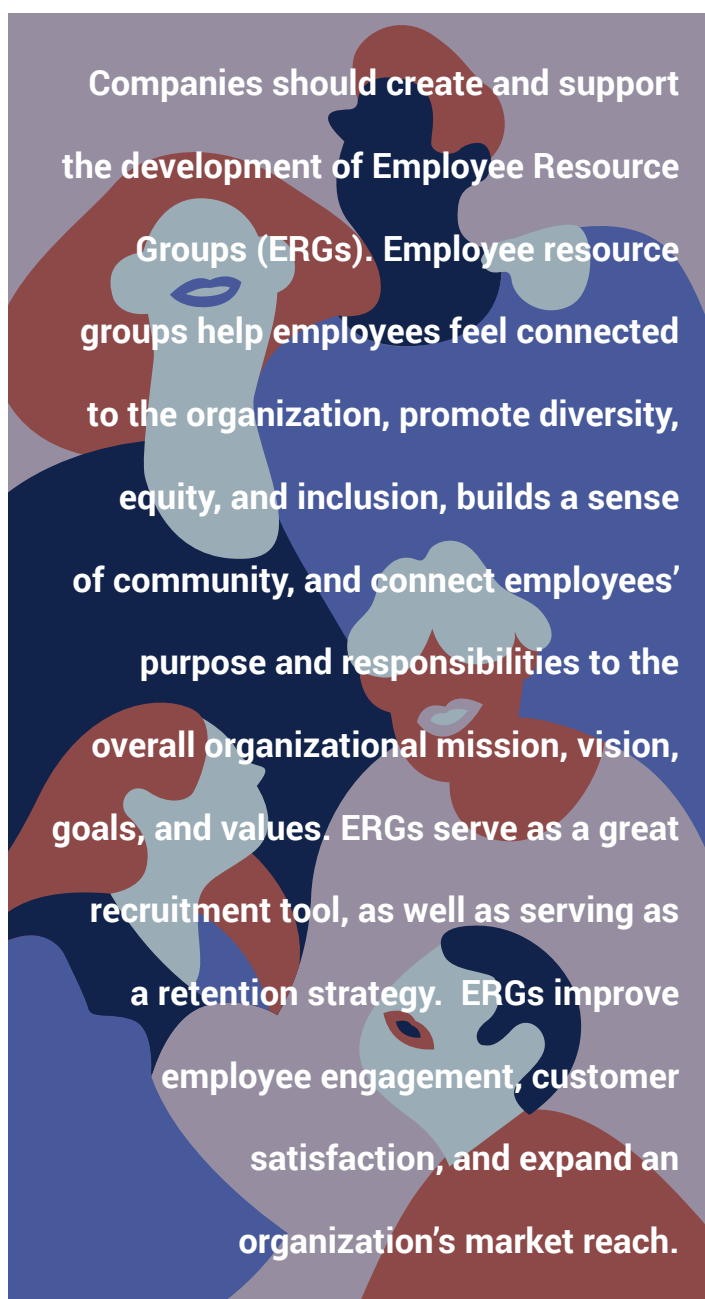 Companies should create and support
the development of Employee Resource
Groups (ERGs). Employee resource
groups help employees feel connected
to the organization, promote diversity,
equity, and inclusion, builds a sense
of community, and connect employees’
purpose and responsibilities to the
overall organizational mission, vision,
goals, and values. ERGs serve as a great
recruitment tool, as well as serving as
a retention strategy.  ERGs improve
employee engagement, customer
satisfaction, and expand an
organization’s market reach.